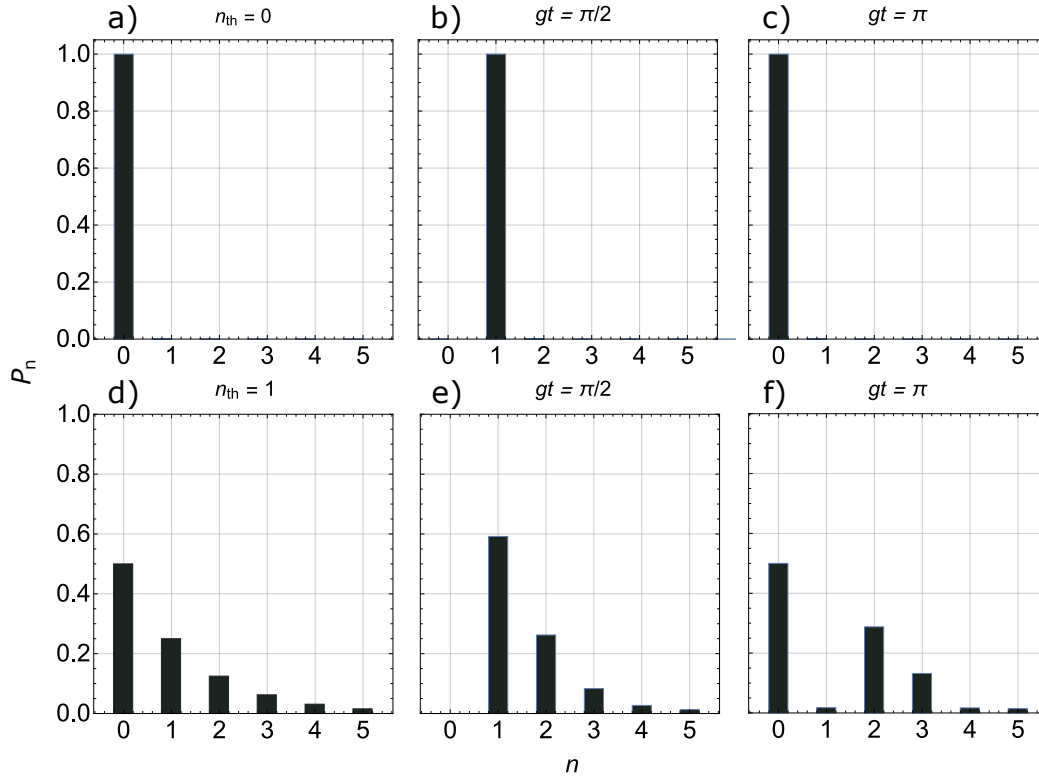 a) n_th = 0
b) gt = π/2
c) gt = π
1.0
0.8
0.6
0.4
0.2
0.0
0 1 2 3 4 5
0 1 2 3 4 5
0 1 2 3 4 5
P_n
d) n_th = 1
e) gt = π/2
f) gt = π
1.0
0.8
0.6
0.4
0.2
0.0
0 1 2 3 4 5
0 1 2 3 4 5
0 1 2 3 4 5
n